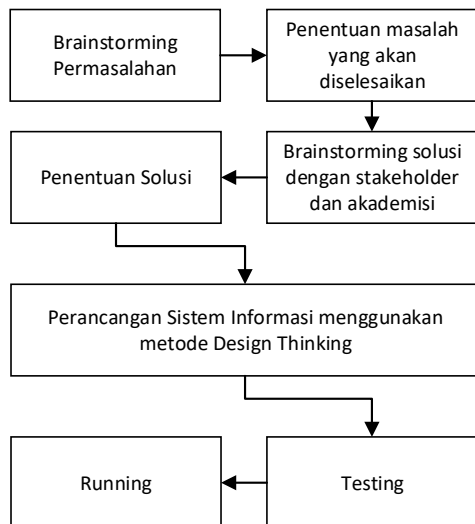 Brainstorming
Permasalahan
Penentuan masalah
yang akan
diselesaikan
Brainstorming solusi
dengan stakeholder
dan akademisi
Penentuan Solusi
Perancangan Sistem Informasi menggunakan
metode Design Thinking
Testing
Running